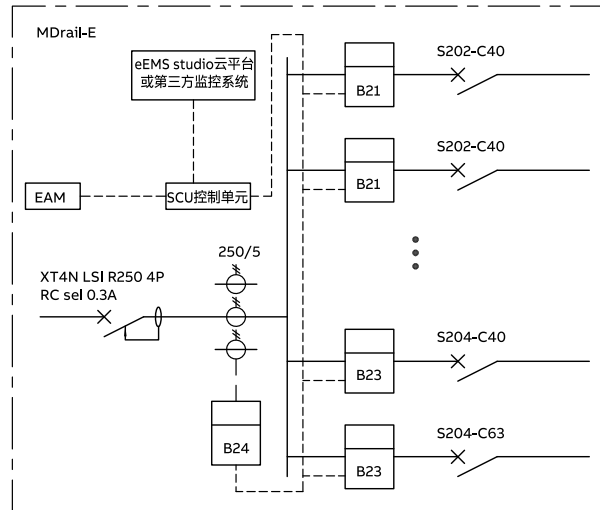 MDrail-E
eEMS studio云平台
或第三方监控系统
EAM
SCU控制单元
250/5
XT4N LSI R250 4P
RC sel 0.3A
B24
S202-C40
B21
S202-C40
B21
S204-C40
B23
S204-C63
B23